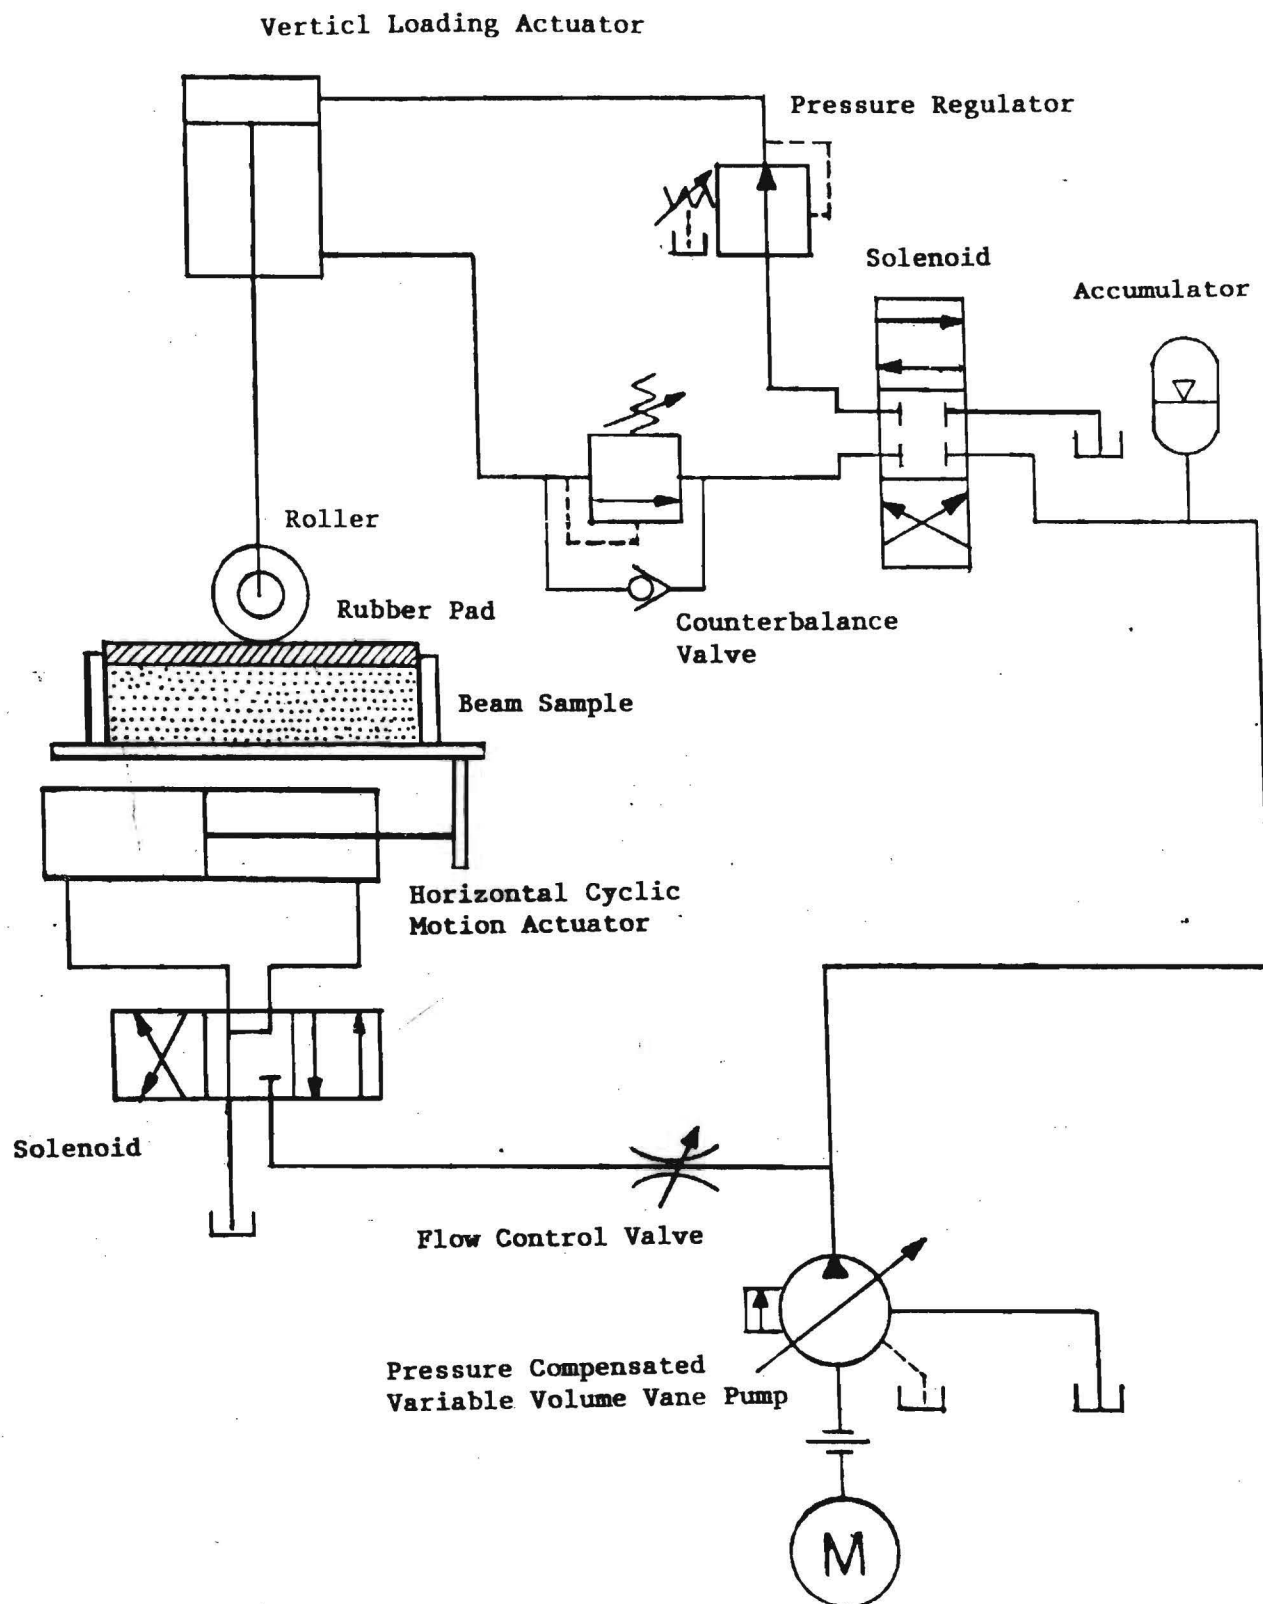 Verticl Loading Actuator
Pressure Regulator
Solenoid
Accumulator
Roller
Rubber Pad
Counterbalance
Valve
Beam Sample
Horizontal Cyclic
Motion Actuator
Solenoid
Flow Control Valve
Pressure Compensated
Variable Volume Vane Pump
M